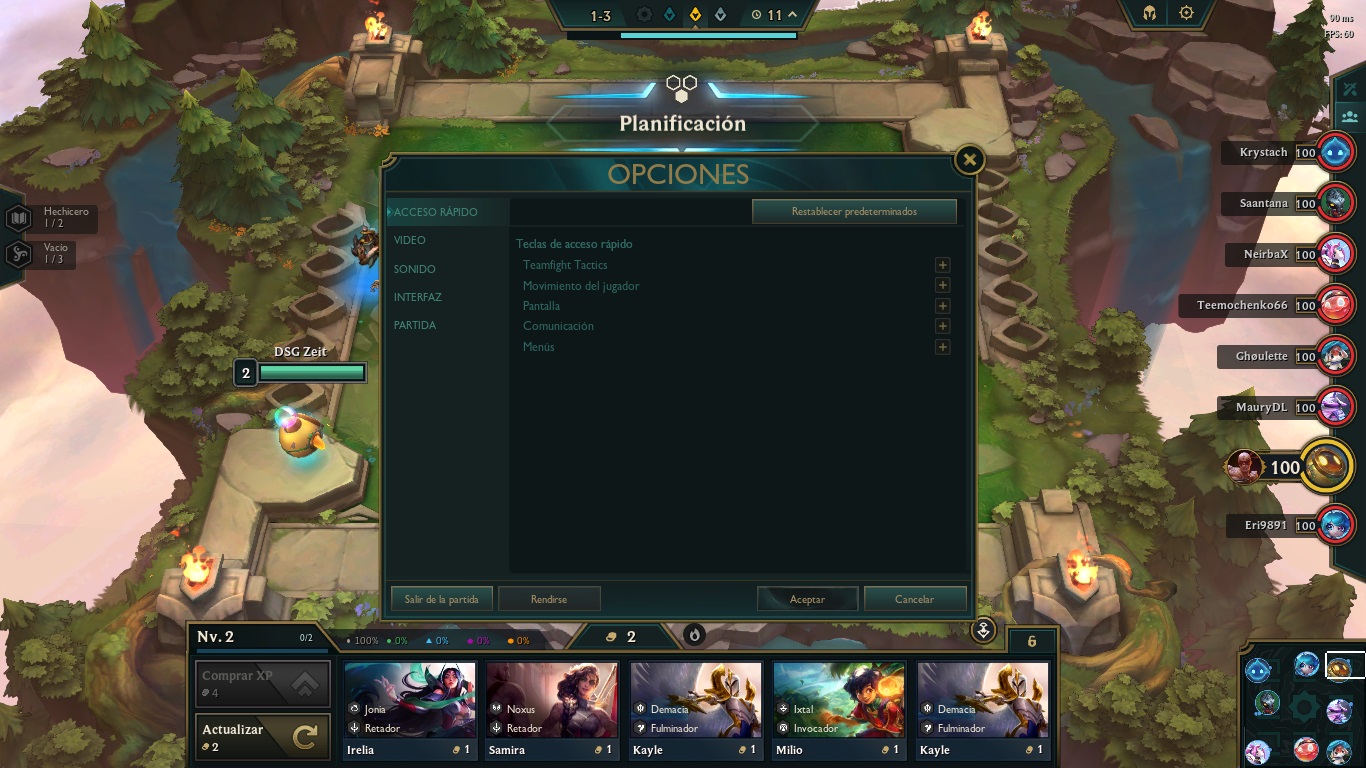 1-3
11
90 ms
FPS: 60
Planificación
OPCIONES
ACCESO RÁPIDO
VIDEO
SONIDO
INTERFAZ
PARTIDA
Restablecer predeterminados
Teclas de acceso rápido
Teamfight Tactics
Movimiento del jugador
Pantalla
Comunicación
Menús
Salir de la partida
Rendirse
Aceptar
Cancelar
Hechicero
1 / 2
Vacío
1 / 3
DSG Zeit
2
Krystach 100
Saantana 100
NeirbaX 100
Teemochenko66 100
Ghøulette 100
MauryDL 100
100
Eri9891 100
Nv. 2 0/2
100% 0% 0% 0% 0%
2
6
Comprar XP
4
Actualizar
2
Jonia
Retador
Irelia 1
Noxus
Retador
Samira 1
Demacia
Fulminador
Kayle 1
Ixtal
Invocador
Milio 1
Demacia
Fulminador
Kayle 1